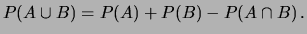 P(A ∪ B) = P(A) + P(B) − P(A ∩ B) .